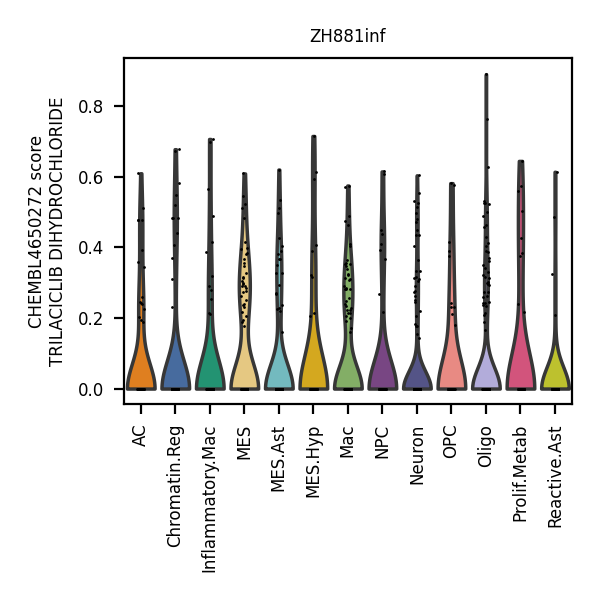 ZH881inf
CHEMBL4650272 score
TRILACICLIB DIHYDROCHLORIDE
0.8
0.6
0.4
0.2
0.0
AC
Chromatin.Reg
Inflammatory.Mac
MES
MES.Ast
MES.Hyp
Mac
NPC
Neuron
OPC
Oligo
Prolif.Metab
Reactive.Ast